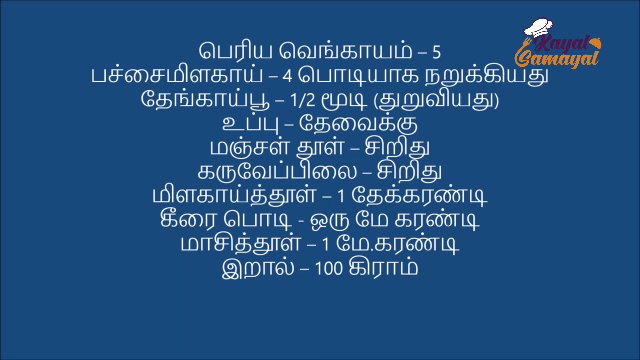 Kayal
Samayal
பெரிய வெங்காயம் – 5
பச்சைமிளகாய் – 4 பொடியாக நறுக்கியது
தேங்காய்பூ – 1/2 மூடி (துறுவியது)
உப்பு – தேவைக்கு
மஞ்சள் தூள் – சிறிது
கருவேப்பிலை – சிறிது
மிளகாய்த்தூள் – 1 தேக்கரண்டி
கீரை பொடி - ஒரு மே கரண்டி
மாசித்தூள் – 1 மே.கரண்டி
இறால் – 100 கிராம்